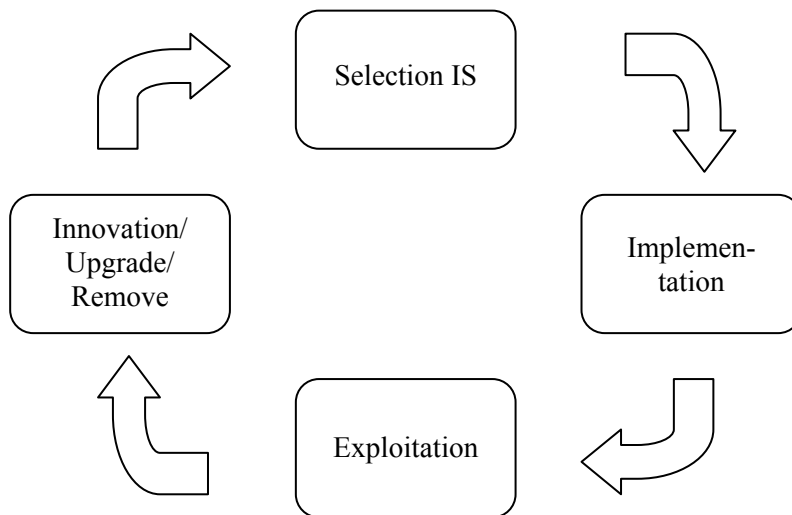 Selection IS
Innovation/
Upgrade/
Remove
Implemen-
tation
Exploitation